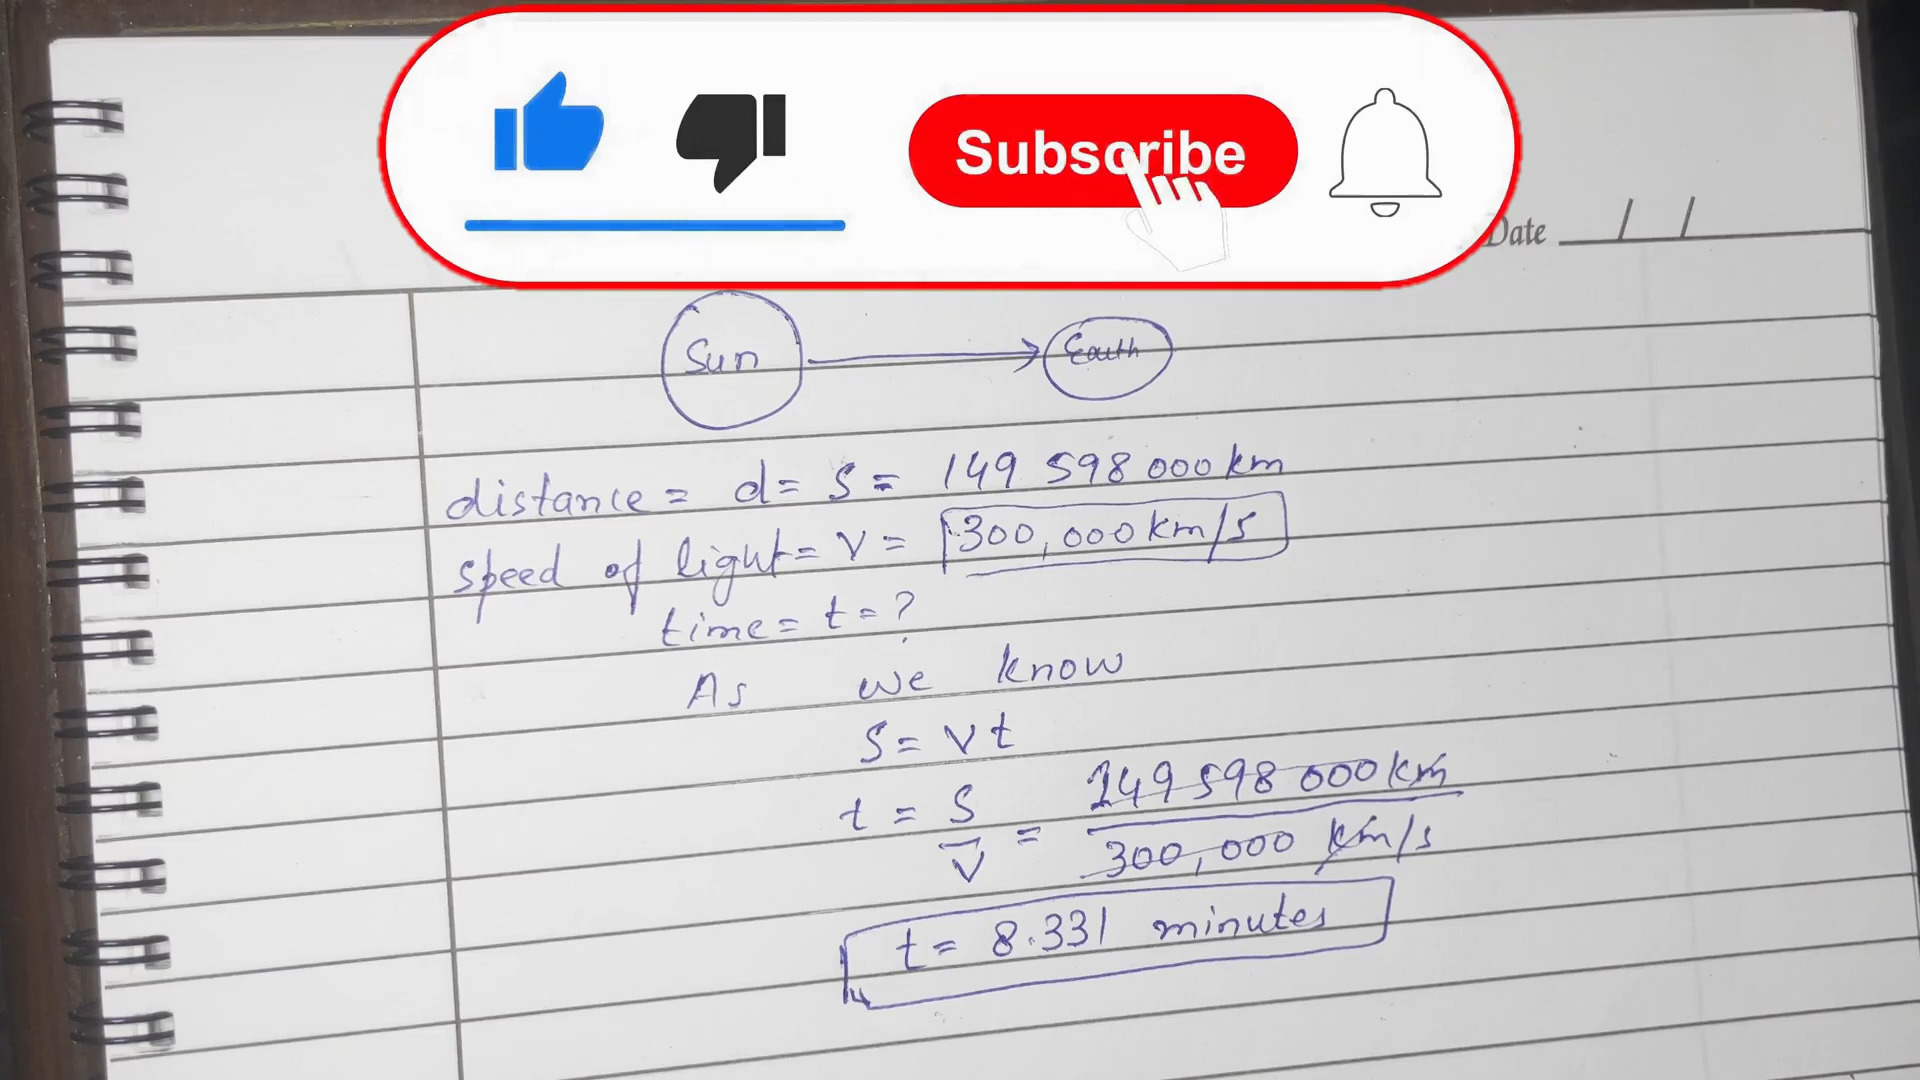 Subscribe
Date / /
Sun Earth
distance = d = S = 149 598 000 km
speed of light = V = 300,000 km/s
time = t = ?
As we know
S = Vt
t = S/V = 149 598 000 km / 300,000 km/s
t = 8.331 minutes